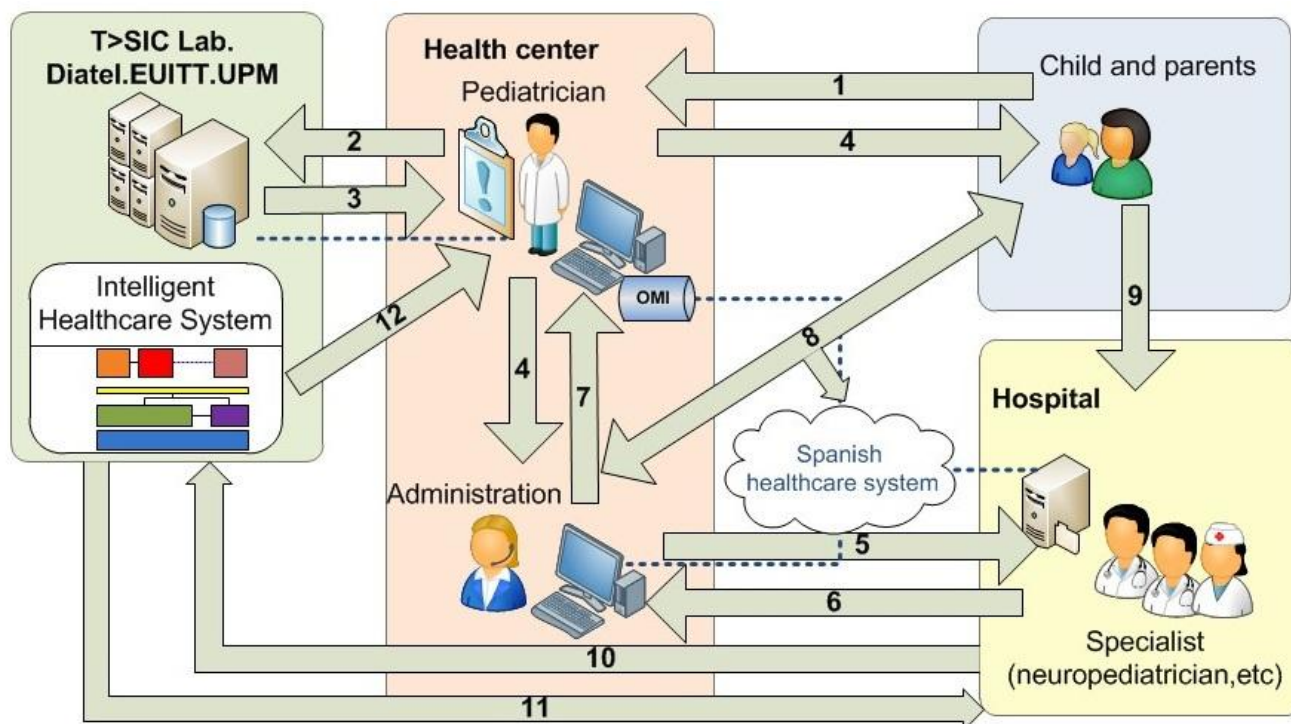 T>SIC Lab.
Diatel.EUITT.UPM
Health center
Pediatrician
Child and parents
1
2
4
3
Intelligent
Healthcare System
12
OMI
4
7
8
9
Hospital
Spanish
healthcare system
Administration
5
6
Specialist
(neuropediatrician,etc)
10
11